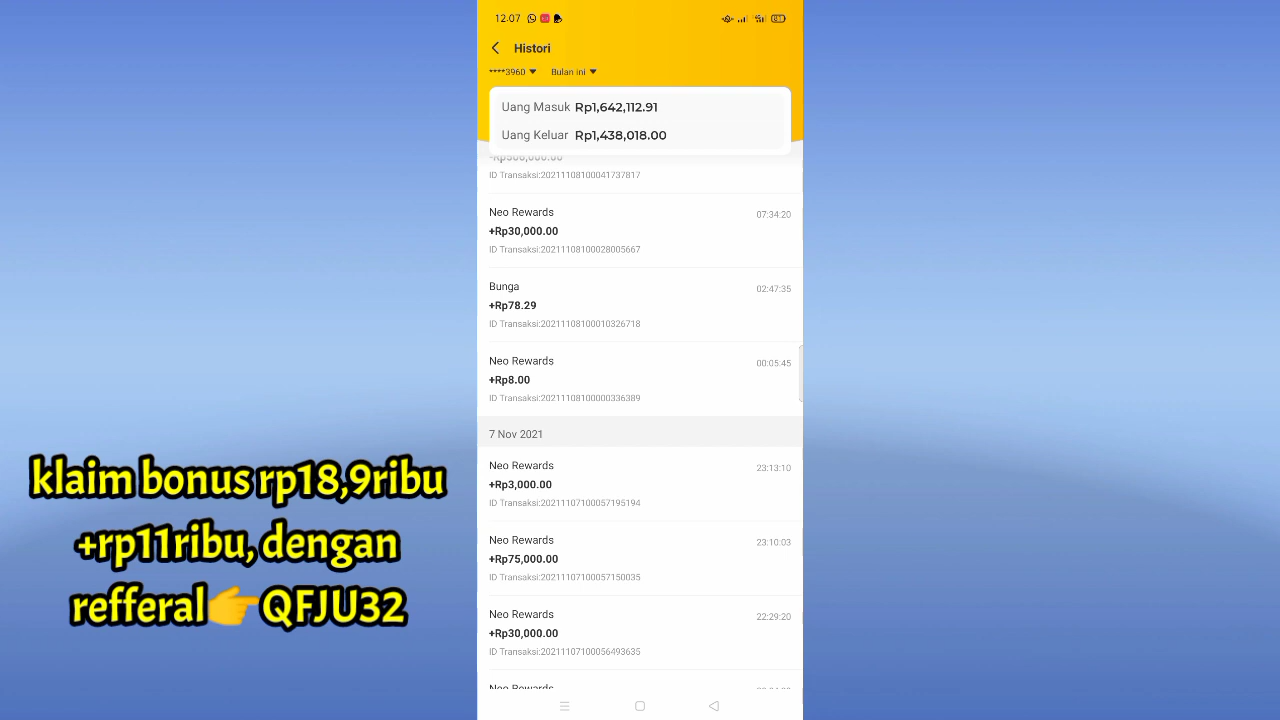 12.07
Histori
****3960 Bulan ini
Uang Masuk Rp1,642,112.91
Uang Keluar Rp1,438,018.00
ID Transaksi:20211108100041737817
Neo Rewards 07:34:20
+Rp30,000.00
ID Transaksi:20211108100028005667
Bunga 02:47:35
+Rp78.29
ID Transaksi:20211108100010326718
Neo Rewards 00:05:45
+Rp8.00
ID Transaksi:20211108100000336389
7 Nov 2021
Neo Rewards 23:13:10
+Rp3,000.00
ID Transaksi:20211107100057195194
Neo Rewards 23:10:03
+Rp75,000.00
ID Transaksi:20211107100057150035
Neo Rewards 22:29:20
+Rp30,000.00
ID Transaksi:20211107100056493635
Neo Rewards
klaim bonus rp18,9ribu
+rp11ribu, dengan
refferal👉QFJU32